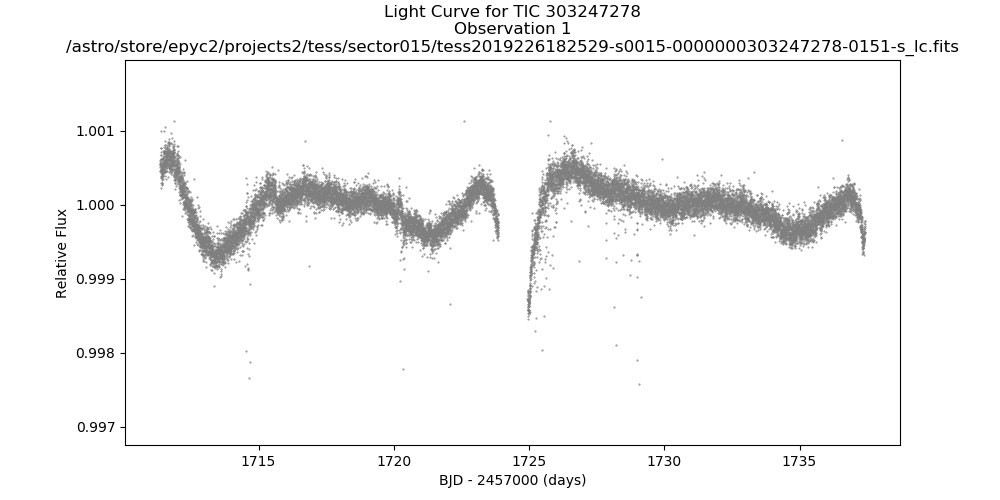 Light Curve for TIC 303247278
Observation 1
/astro/store/epyc2/projects2/tess/sector015/tess2019226182529-s0015-0000000303247278-0151-s_lc.fits
1.001
1.000
0.999
0.998
0.997
Relative Flux
1715
1720
1725
1730
1735
BJD - 2457000 (days)